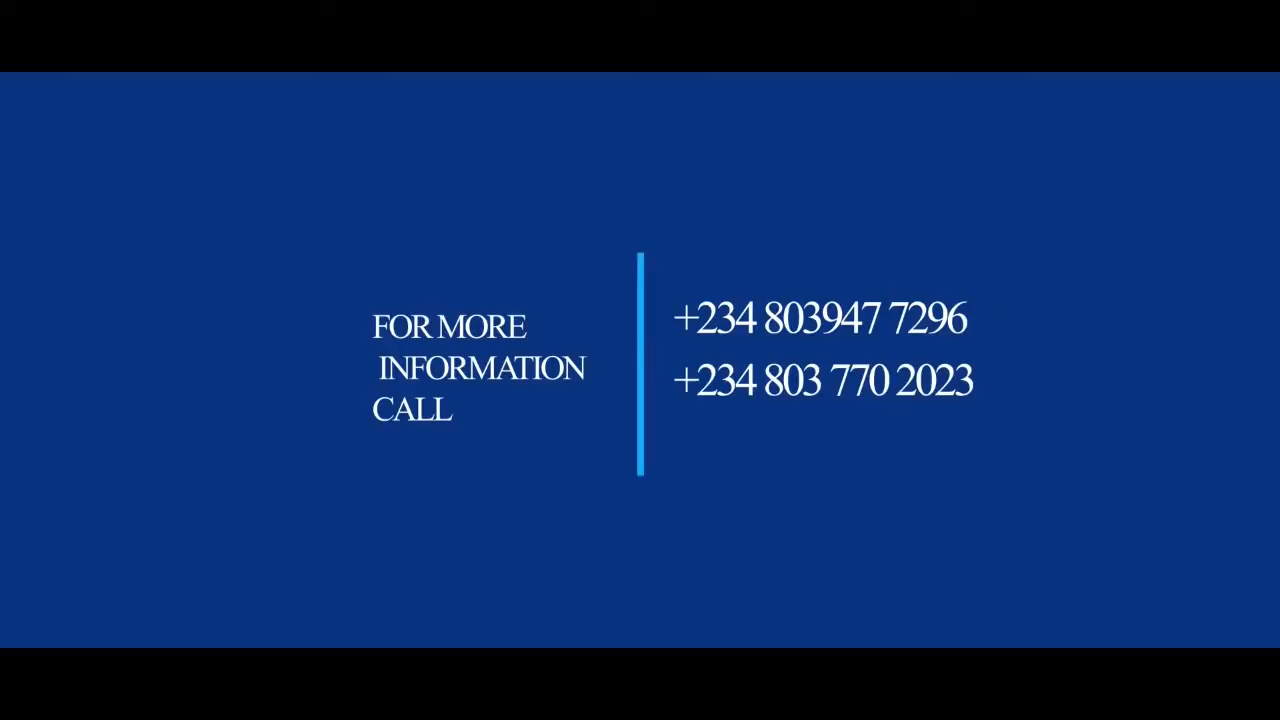 FOR MORE
INFORMATION
CALL
+234 803947 7296
+234 803 770 2023